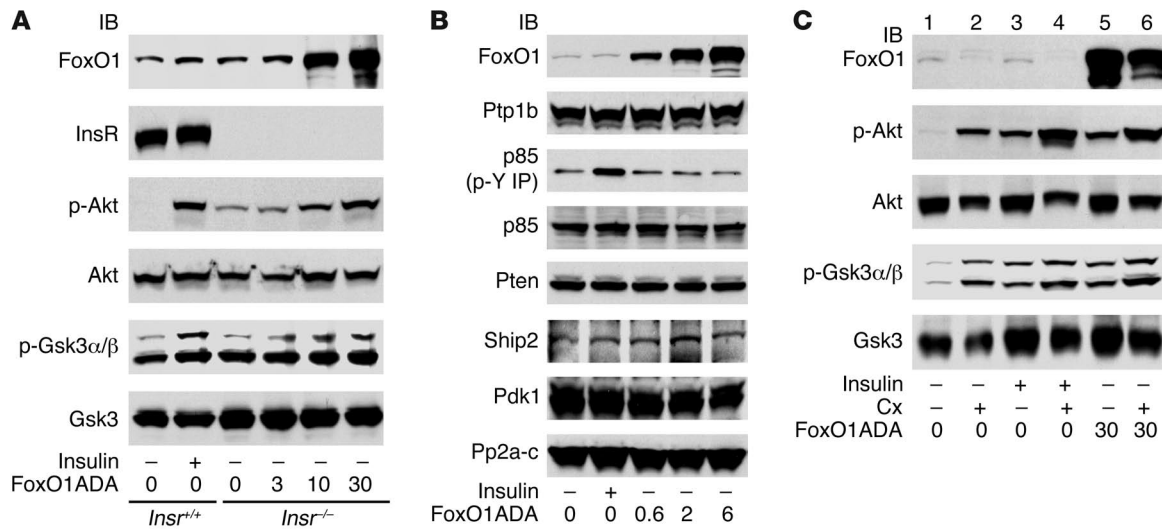 A
IB
FoxO1
InsR
p-Akt
Akt
p-Gsk3α/β
Gsk3
Insulin – + – – – –
FoxO1ADA 0 0 0 3 10 30
Insr+/+ Insr–/–
B
IB
FoxO1
Ptp1b
p85
(p-Y IP)
p85
Pten
Ship2
Pdk1
Pp2a-c
Insulin – + – – –
FoxO1ADA 0 0 0.6 2 6
C
1 2 3 4 5 6
IB
FoxO1
p-Akt
Akt
p-Gsk3α/β
Gsk3
Insulin – – + + – –
Cx – + – + – +
FoxO1ADA 0 0 0 0 30 30